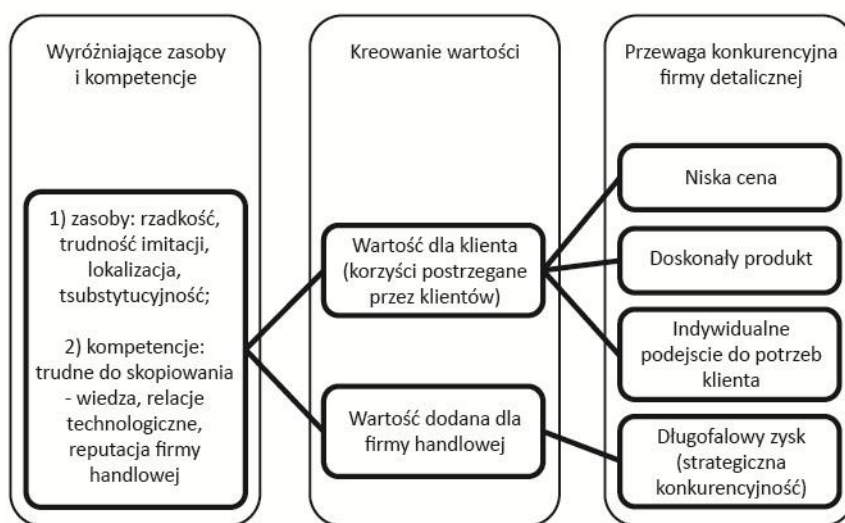 Wyróżniające zasoby
i kompetencje
1) zasoby: rzadkość,
trudność imitacji,
lokalizacja,
tsubstytucyjność;
2) kompetencje:
trudne do skopiowania
- wiedza, relacje
technologiczne,
reputacja firmy
handlowej
Kreowanie wartości
Wartość dla klienta
(korzyści postrzegane
przez klientów)
Wartość dodana dla
firmy handlowej
Przewaga konkurencyjna
firmy detalicznej
Niska cena
Doskonały produkt
Indywidualne
podejscie do potrzeb
klienta
Długofalowy zysk
(strategiczna
konkurencyjność)